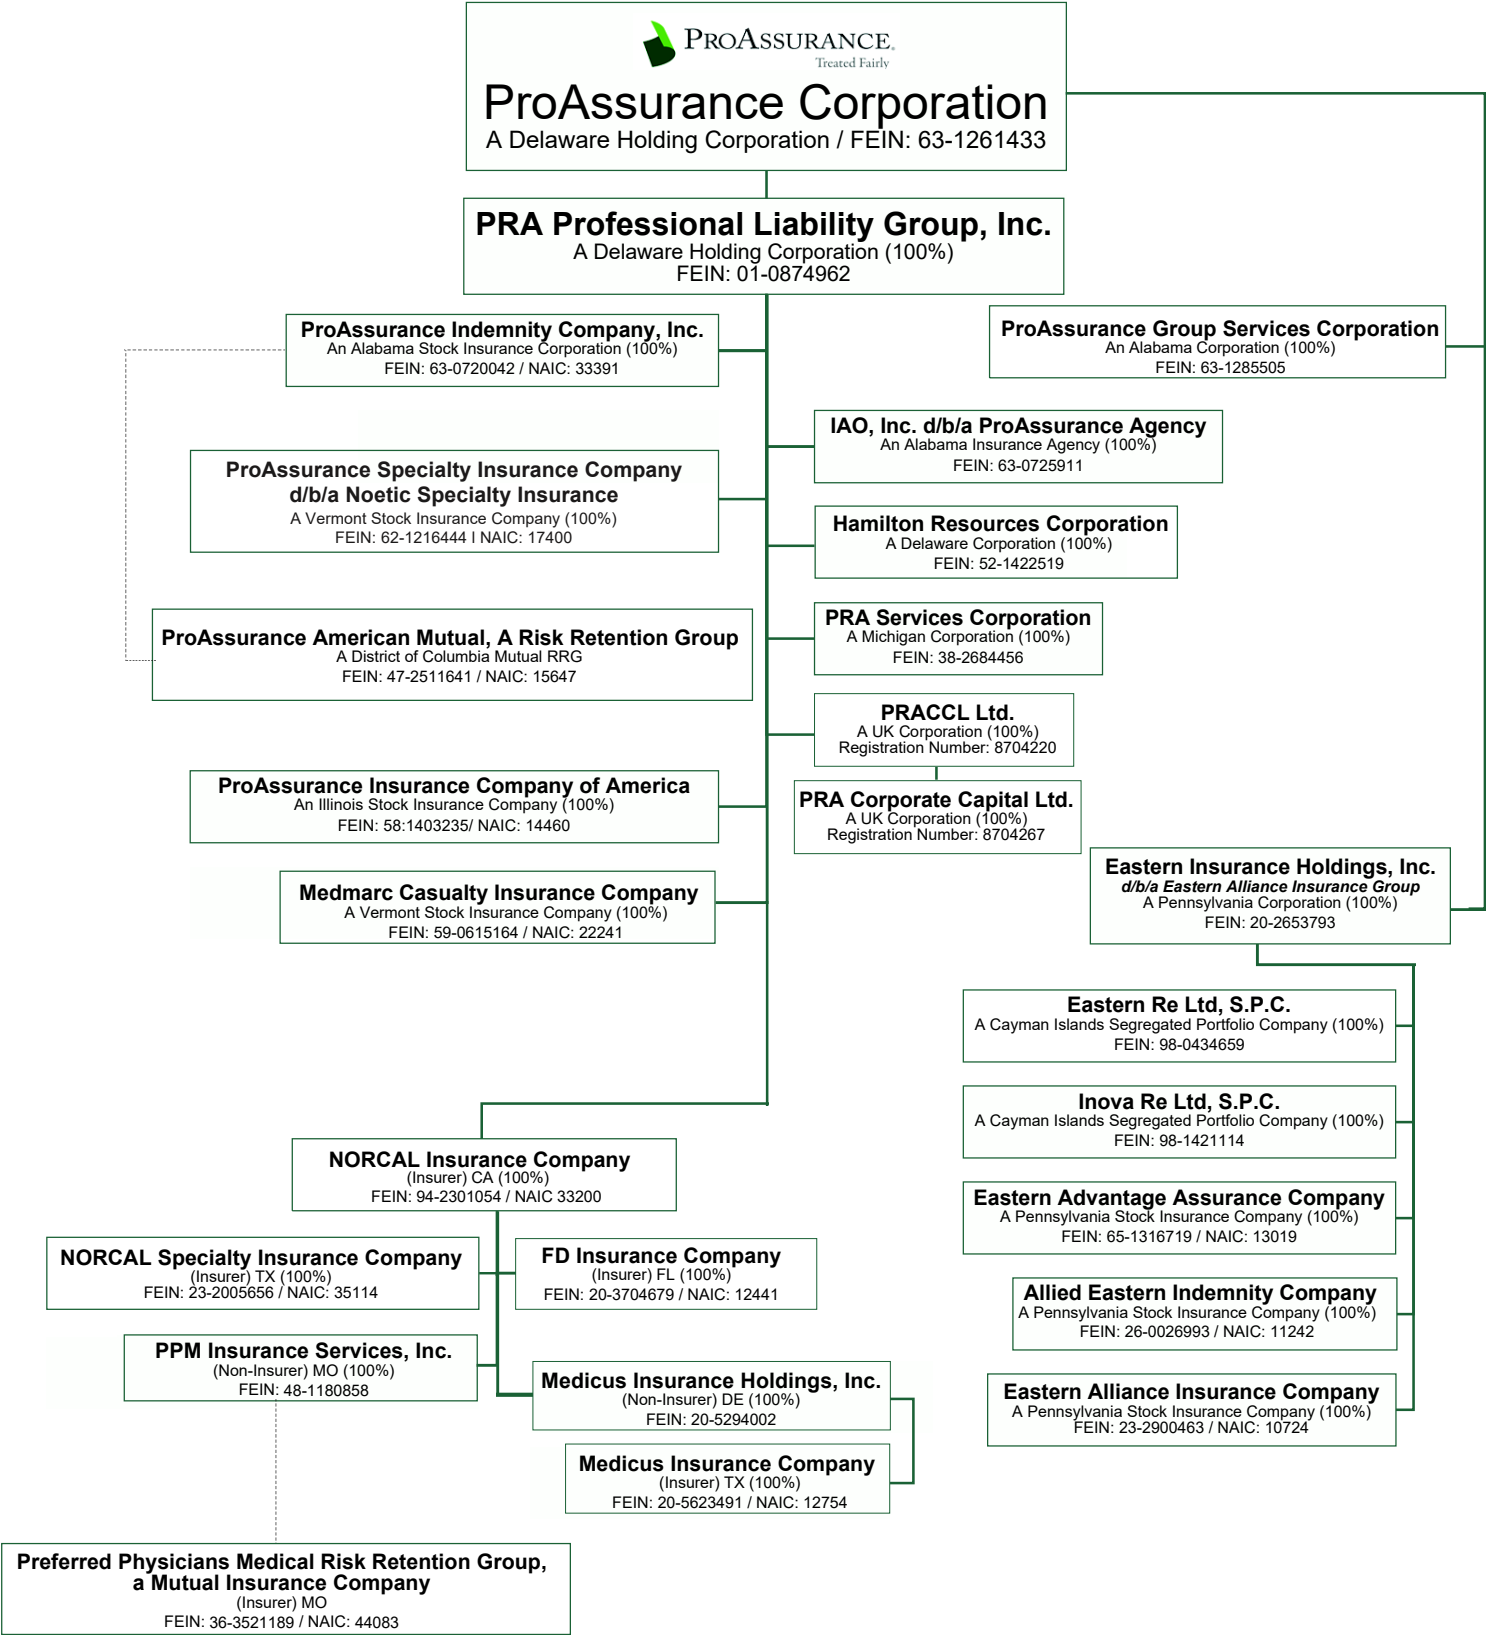 PROASSURANCE.
Treated Fairly
ProAssurance Corporation
A Delaware Holding Corporation / FEIN: 63-1261433
PRA Professional Liability Group, Inc.
A Delaware Holding Corporation (100%)
FEIN: 01-0874962
ProAssurance Indemnity Company, Inc.
An Alabama Stock Insurance Corporation (100%)
FEIN: 63-0720042 / NAIC: 33391
ProAssurance Group Services Corporation
An Alabama Corporation (100%)
FEIN: 63-1285505
IAO, Inc. d/b/a ProAssurance Agency
An Alabama Insurance Agency (100%)
FEIN: 63-0725911
ProAssurance Specialty Insurance Company
d/b/a Noetic Specialty Insurance
A Vermont Stock Insurance Company (100%)
FEIN: 62-1216444 l NAIC: 17400
Hamilton Resources Corporation
A Delaware Corporation (100%)
FEIN: 52-1422519
ProAssurance American Mutual, A Risk Retention Group
A District of Columbia Mutual RRG
FEIN: 47-2511641 / NAIC: 15647
PRA Services Corporation
A Michigan Corporation (100%)
FEIN: 38-2684456
PRACCL Ltd.
A UK Corporation (100%)
Registration Number: 8704220
PRA Corporate Capital Ltd.
A UK Corporation (100%)
Registration Number: 8704267
ProAssurance Insurance Company of America
An Illinois Stock Insurance Company (100%)
FEIN: 58:1403235/ NAIC: 14460
Medmarc Casualty Insurance Company
A Vermont Stock Insurance Company (100%)
FEIN: 59-0615164 / NAIC: 22241
Eastern Insurance Holdings, Inc.
d/b/a Eastern Alliance Insurance Group
A Pennsylvania Corporation (100%)
FEIN: 20-2653793
Eastern Re Ltd, S.P.C.
A Cayman Islands Segregated Portfolio Company (100%)
FEIN: 98-0434659
Inova Re Ltd, S.P.C.
A Cayman Islands Segregated Portfolio Company (100%)
FEIN: 98-1421114
Eastern Advantage Assurance Company
A Pennsylvania Stock Insurance Company (100%)
FEIN: 65-1316719 / NAIC: 13019
Allied Eastern Indemnity Company
A Pennsylvania Stock Insurance Company (100%)
FEIN: 26-0026993 / NAIC: 11242
Eastern Alliance Insurance Company
A Pennsylvania Stock Insurance Company (100%)
FEIN: 23-2900463 / NAIC: 10724
NORCAL Insurance Company
(Insurer) CA (100%)
FEIN: 94-2301054 / NAIC 33200
NORCAL Specialty Insurance Company
(Insurer) TX (100%)
FEIN: 23-2005656 / NAIC: 35114
FD Insurance Company
(Insurer) FL (100%)
FEIN: 20-3704679 / NAIC: 12441
PPM Insurance Services, Inc.
(Non-Insurer) MO (100%)
FEIN: 48-1180858
Medicus Insurance Holdings, Inc.
(Non-Insurer) DE (100%)
FEIN: 20-5294002
Medicus Insurance Company
(Insurer) TX (100%)
FEIN: 20-5623491 / NAIC: 12754
Preferred Physicians Medical Risk Retention Group,
a Mutual Insurance Company
(Insurer) MO
FEIN: 36-3521189 / NAIC: 44083